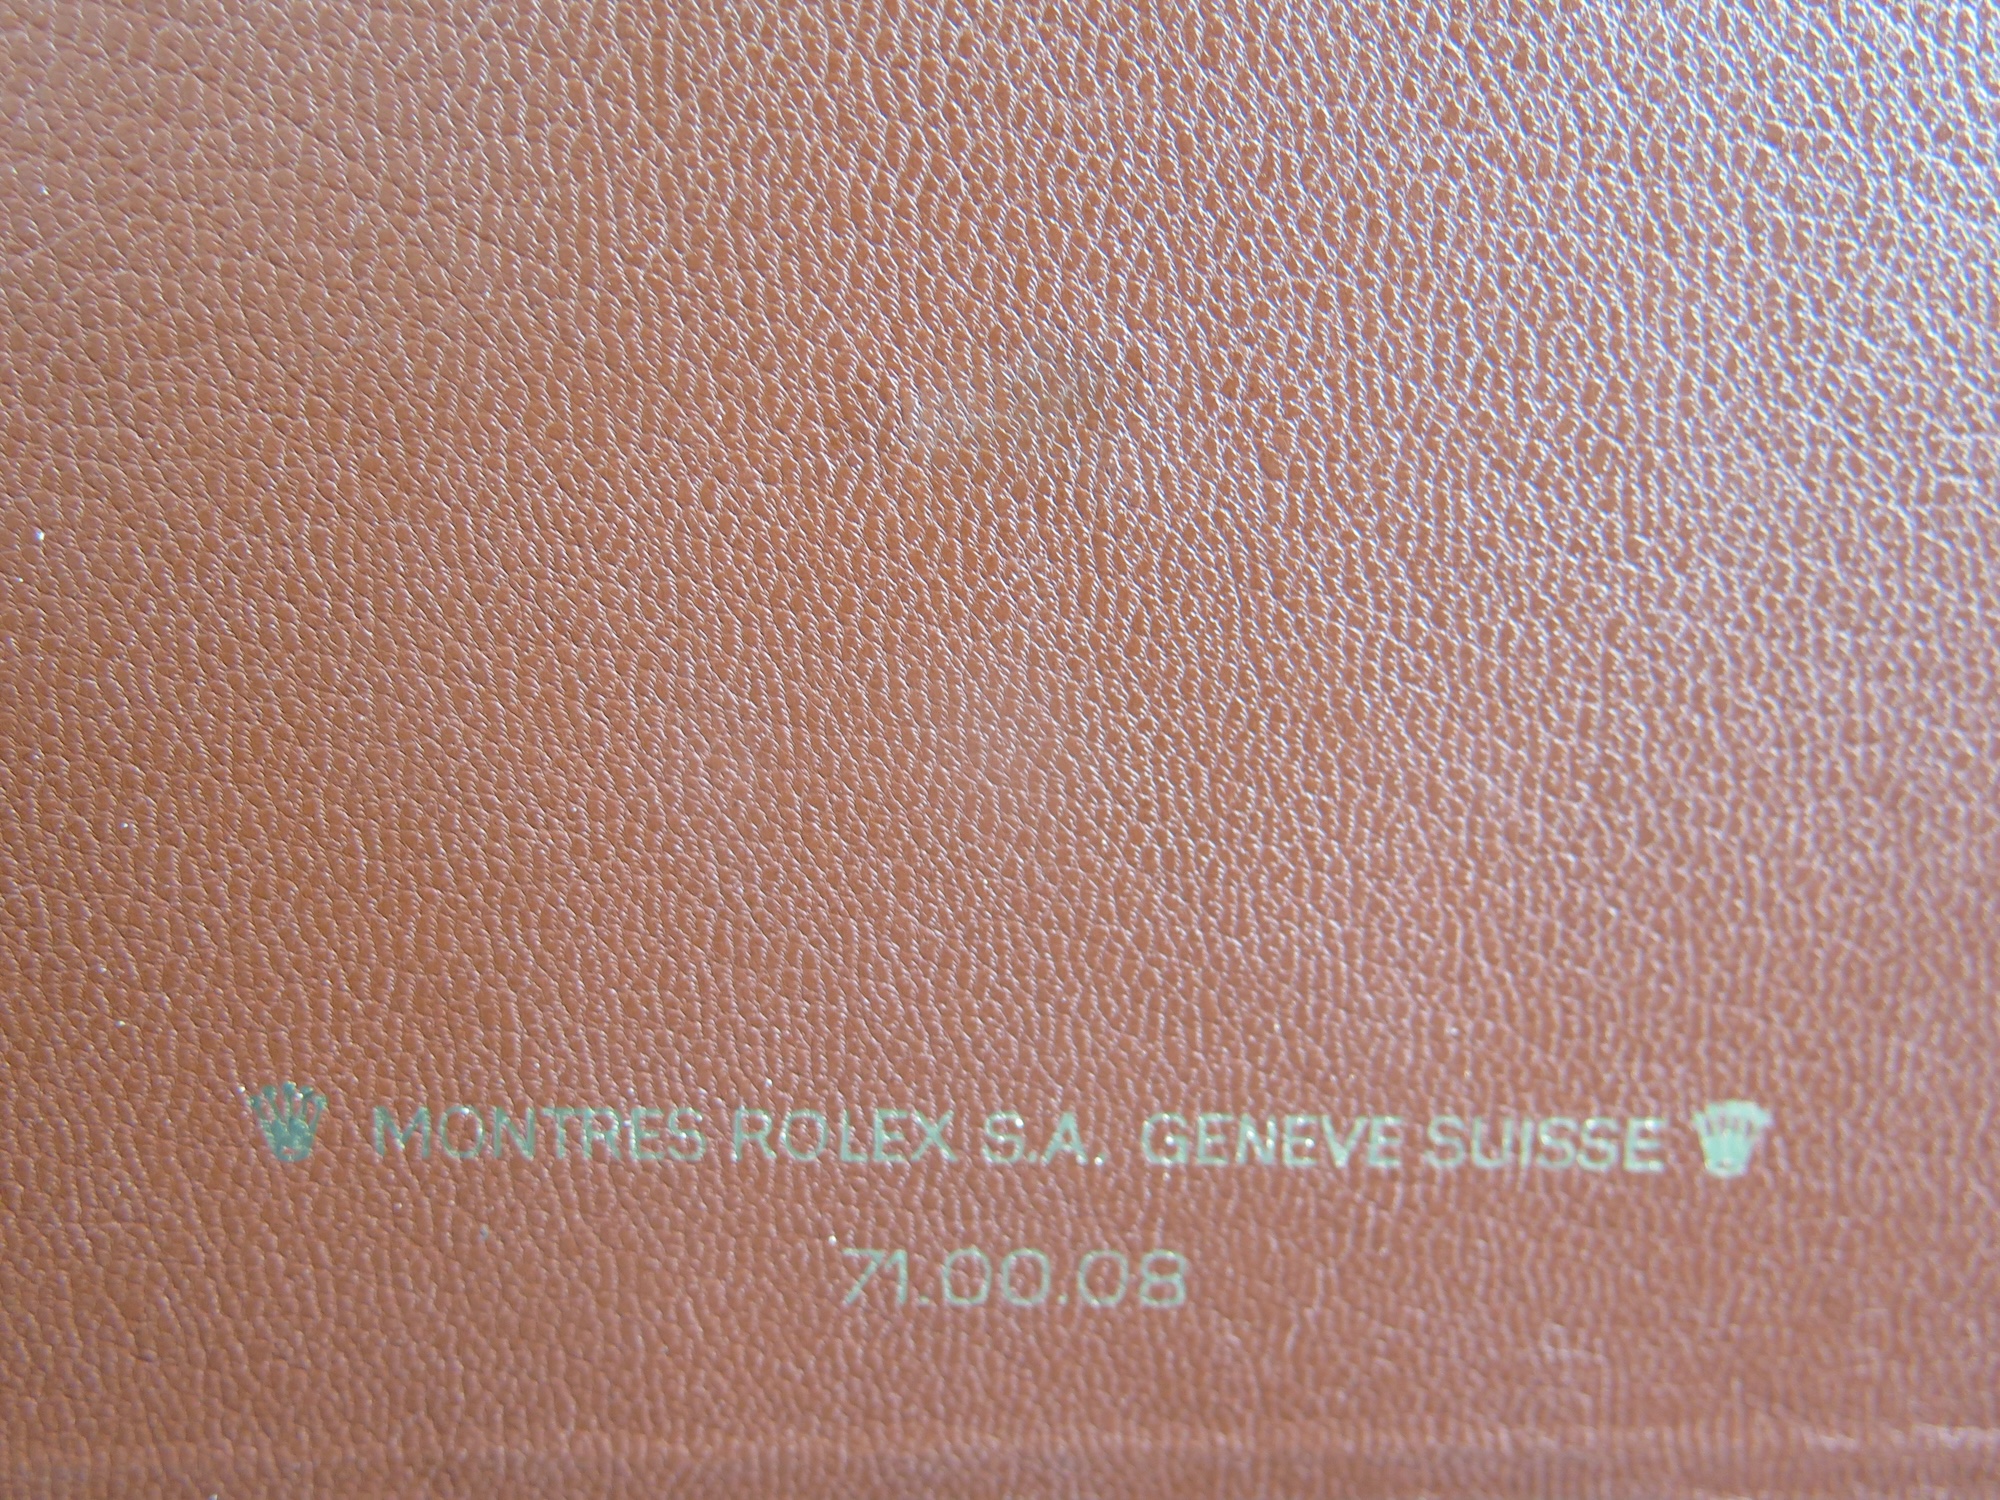 MONTRES ROLEX S.A. GENEVE SUISSE
71.00.08